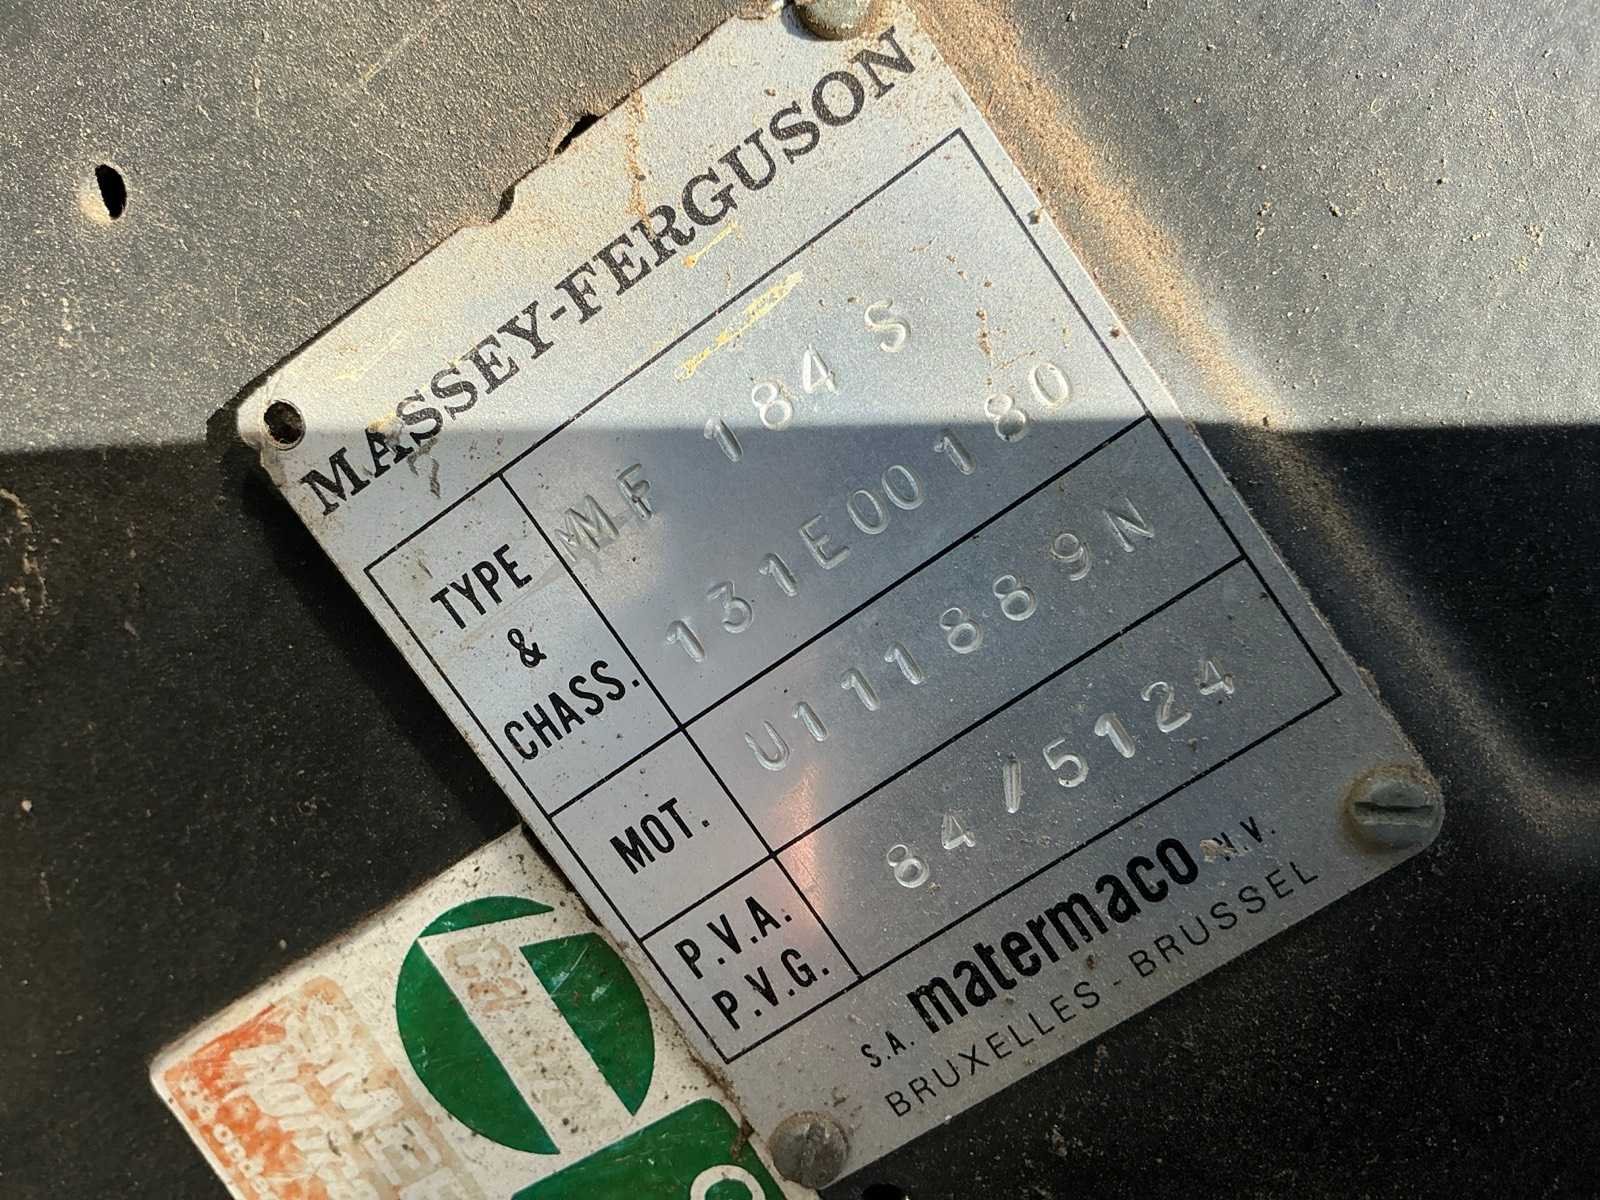 MASSEY-FERGUSON
TYPE
&
CHASS.
MF 184 S
131E00180
MOT.
U111889N
P.V.A.
P.V.G.
84/5124
S.A. matermaco N.V.
BRUXELLES - BRUSSEL